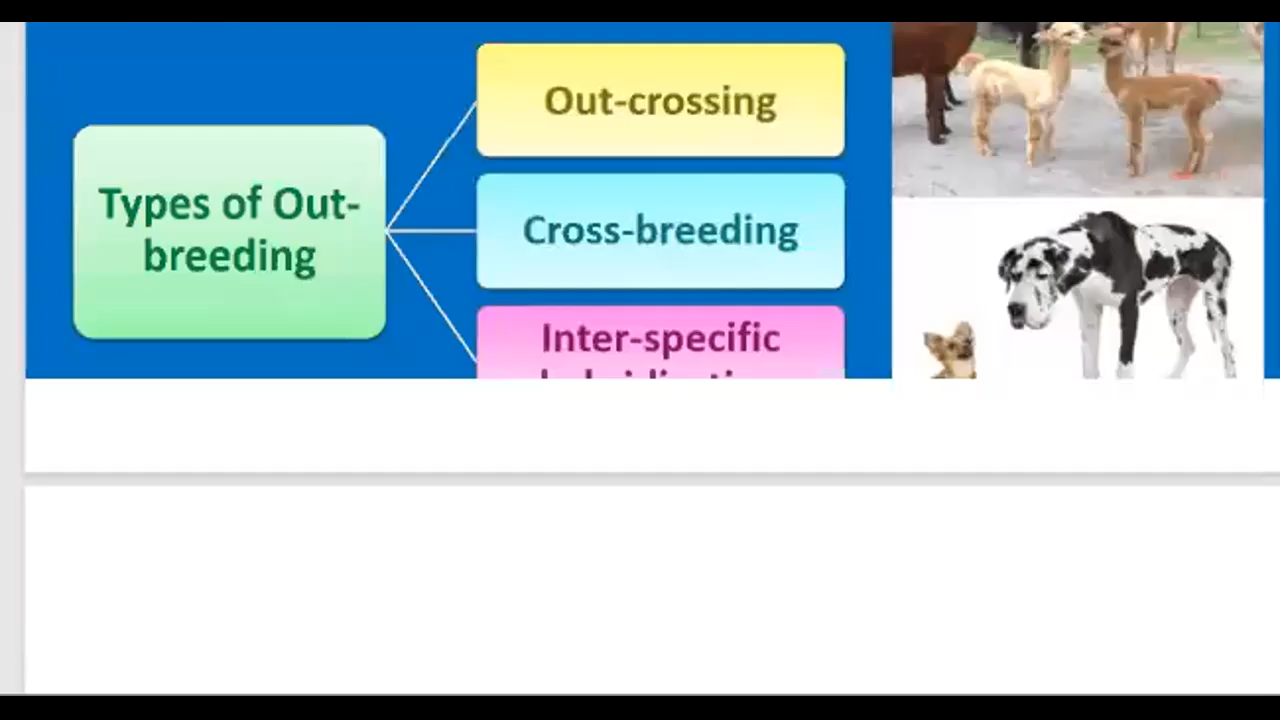 Types of Out-
breeding
Out-crossing
Cross-breeding
Inter-specific